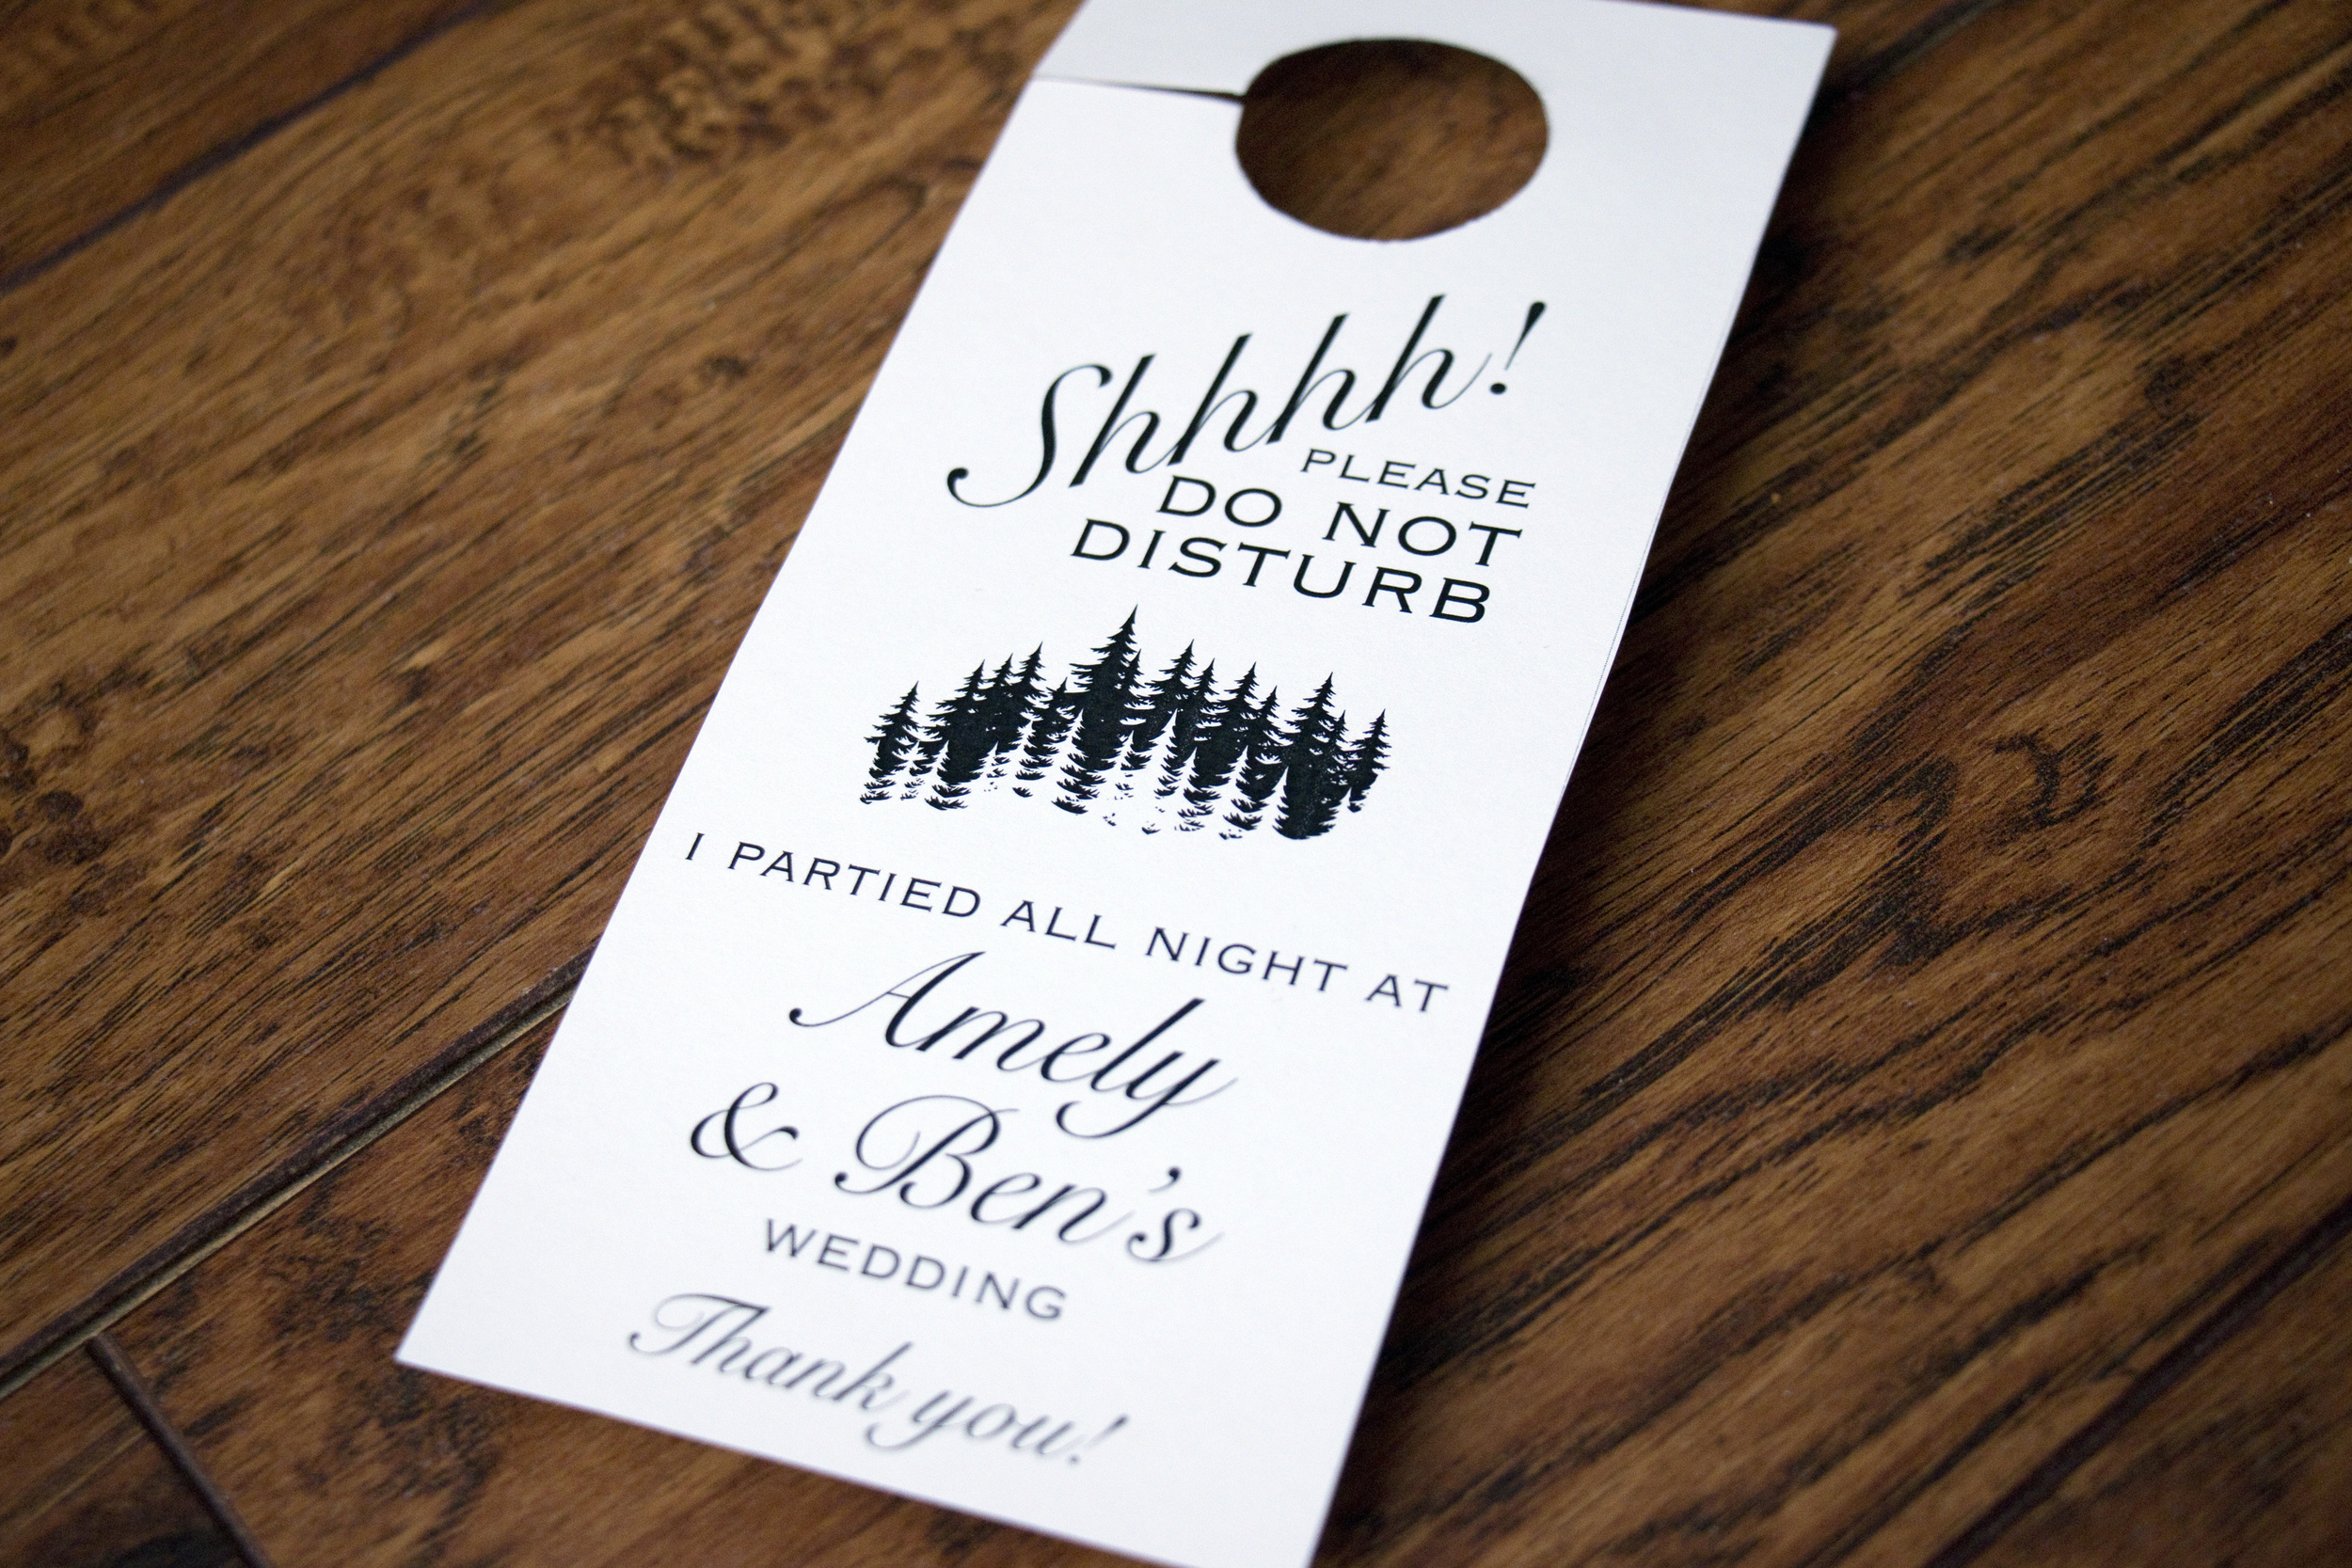 Shhhh!
PLEASE
DO NOT
DISTURB
I PARTIED ALL NIGHT AT
Amely
& Ben's
WEDDING
Thank you!